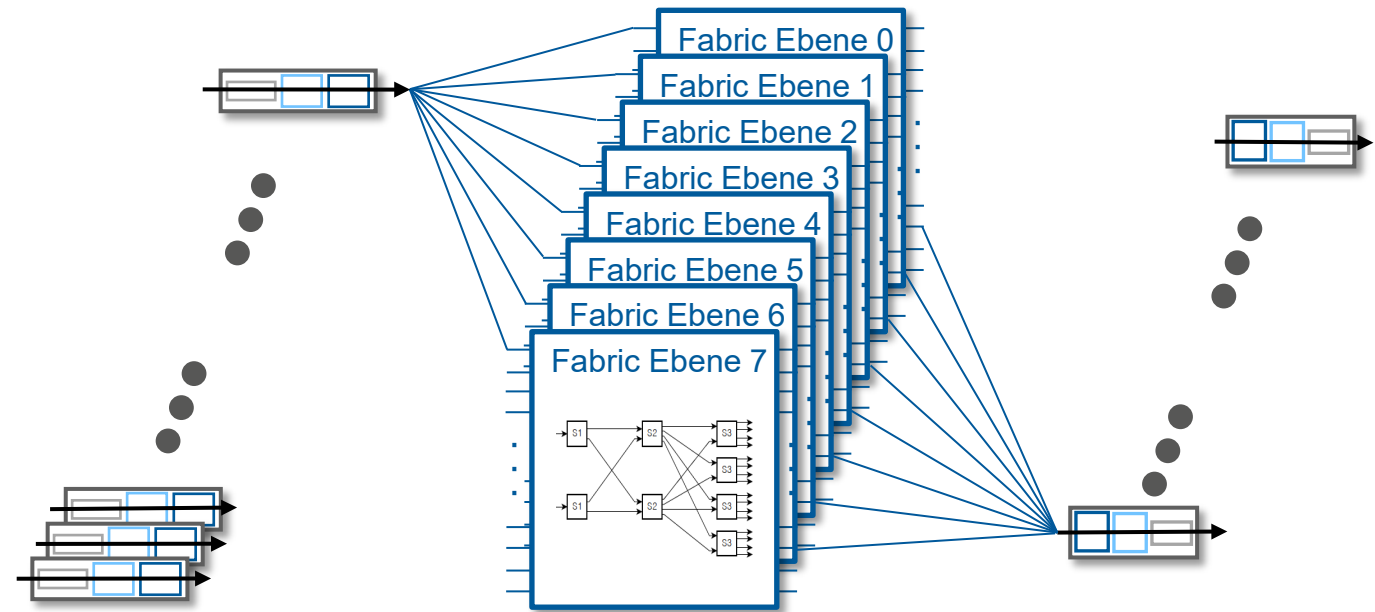 Fabric Ebene 0
Fabric Ebene 1
Fabric Ebene 2
Fabric Ebene 3
Fabric Ebene 4
Fabric Ebene 5
Fabric Ebene 6
Fabric Ebene 7
S1 S2 S3
S3
S1 S2 S3
S3